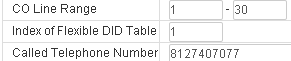 CO Line Range 1 - 30
Index of Flexible DID Table 1
Called Telephone Number 8127407077